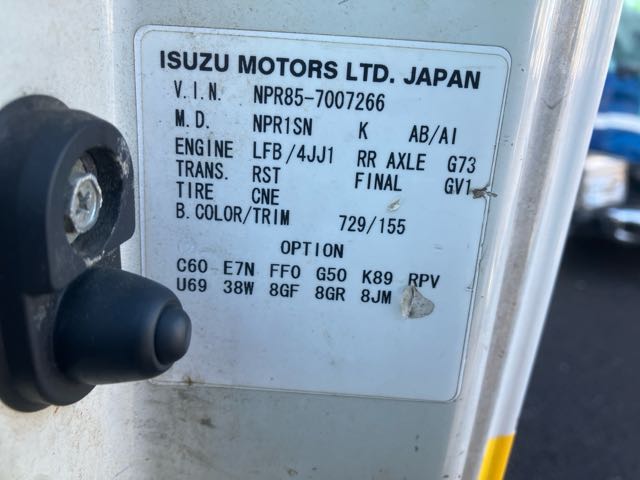 ISUZU MOTORS LTD. JAPAN
V.I.N. NPR85-7007266
M.D. NPR1SN K AB/AI
ENGINE LFB/4JJ1 RR AXLE G73
TRANS. RST FINAL GV1
TIRE CNE
B.COLOR/TRIM 729/155
OPTION
C60 E7N FF0 G50 K89 RPV
U69 38W 8GF 8GR 8JM